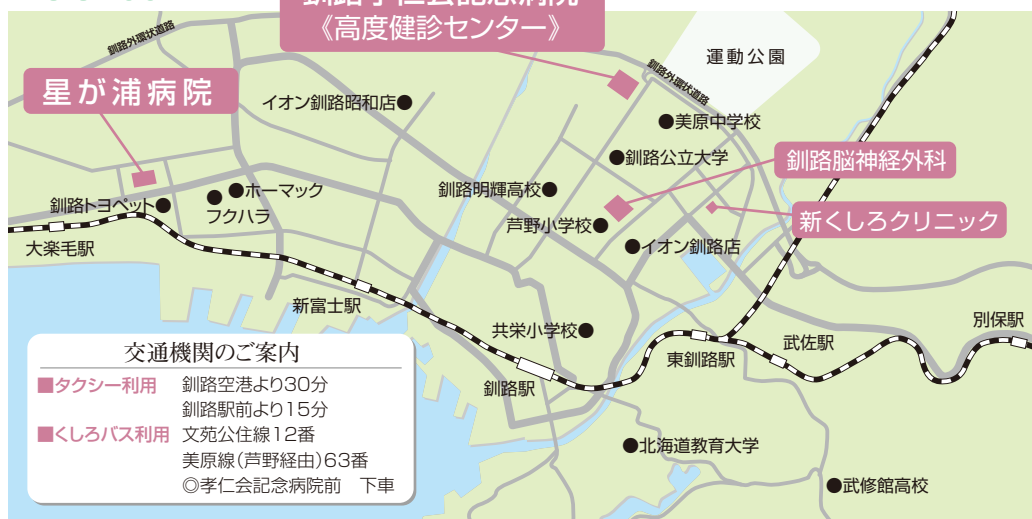 釧路孝仁会記念病院
《高度健診センター》
運動公園
釧路外環状道路
釧路外環状道路
星が浦病院
イオン釧路昭和店
美原中学校
釧路公立大学
釧路脳神経外科
釧路明輝高校
ホーマック
フクハラ
釧路トヨペット
芦野小学校
新くしろクリニック
イオン釧路店
大楽毛駅
新富士駅
共栄小学校
別保駅
武佐駅
東釧路駅
釧路駅
北海道教育大学
武修館高校
交通機関のご案内
■タクシー利用 釧路空港より30分
釧路駅前より15分
■くしろバス利用 文苑公住線12番
美原線(芦野経由)63番
◎孝仁会記念病院前 下車